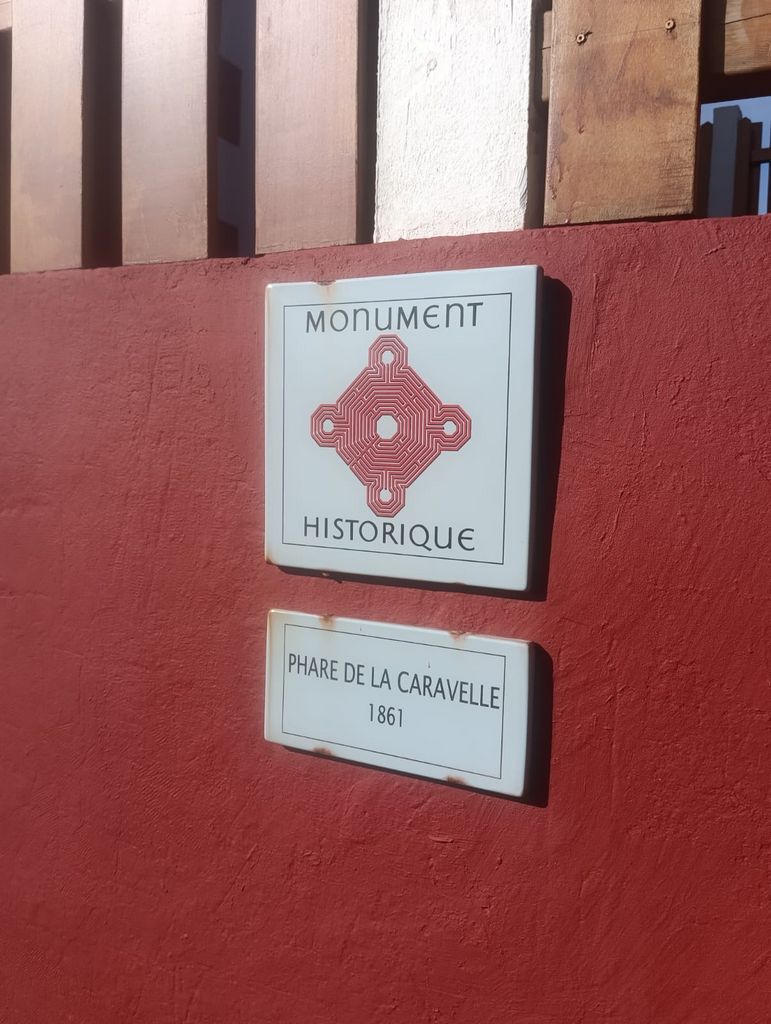 MONUMENT
HISTORIQUE
PHARE DE LA CARAVELLE
1861